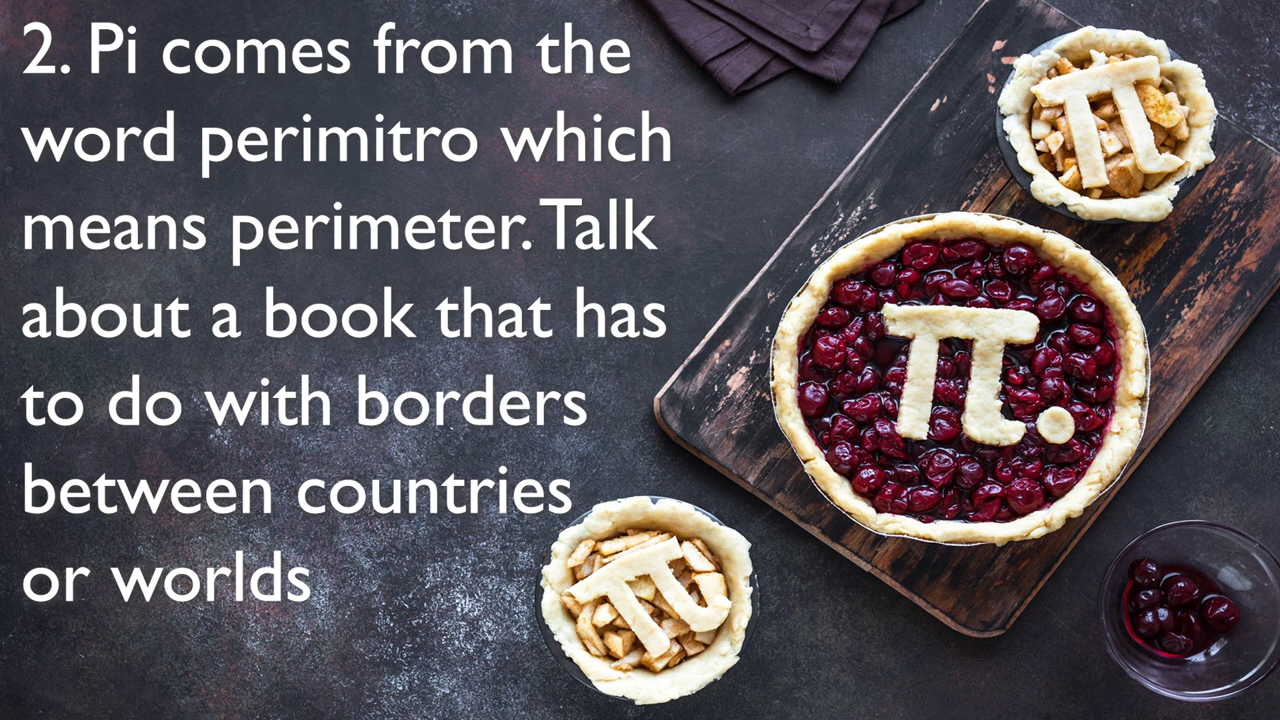 2. Pi comes from the
word perimitro which
means perimeter. Talk
about a book that has
to do with borders
between countries
or worlds
π
π.
π